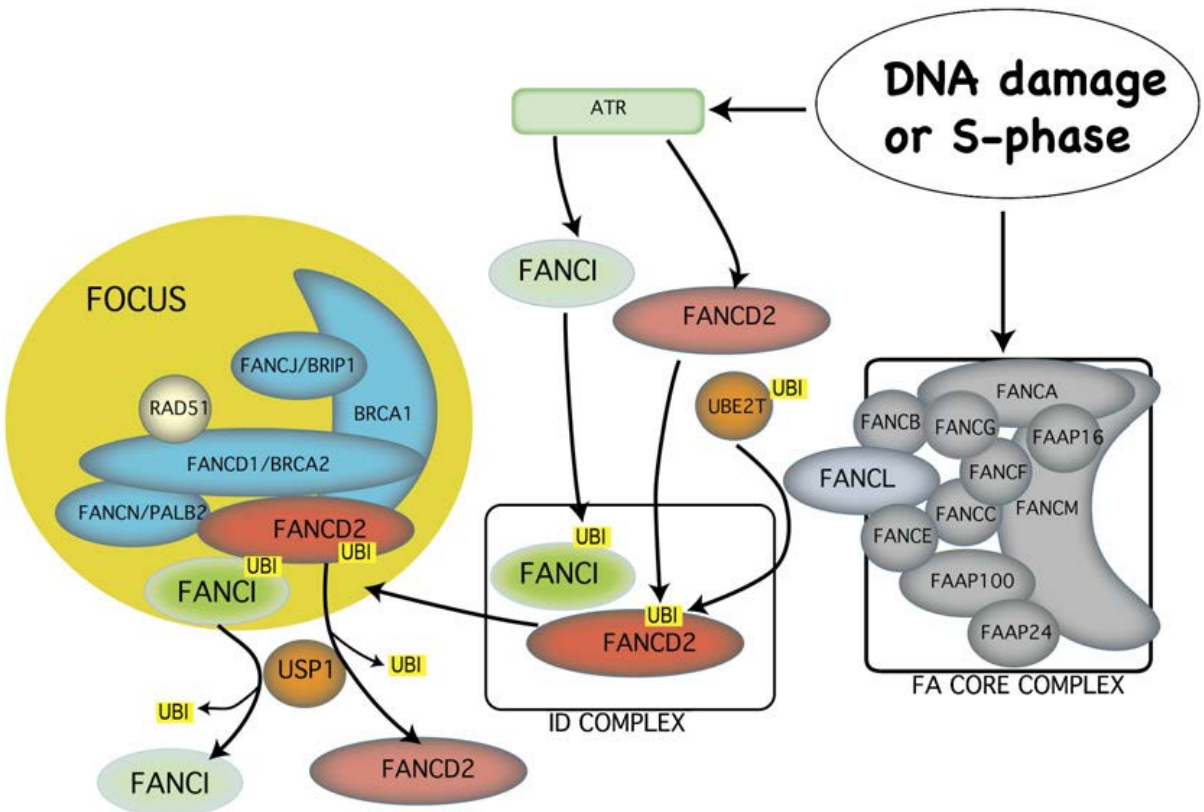 DNA damage
or S-phase
ATR
FANCI
FANCD2
UBE2T
UBI
FOCUS
FANCJ/BRIP1
BRCA1
RAD51
FANCD1/BRCA2
FANCN/PALB2
FANCD2
UBI
UBI
FANCI
USP1
UBI
UBI
FANCI
FANCD2
UBI
FANCI
UBI
FANCD2
ID COMPLEX
FANCA
FANCB
FANCG
FAAP16
FANCL
FANCF
FANCC
FANCM
FANCE
FAAP100
FAAP24
FA CORE COMPLEX